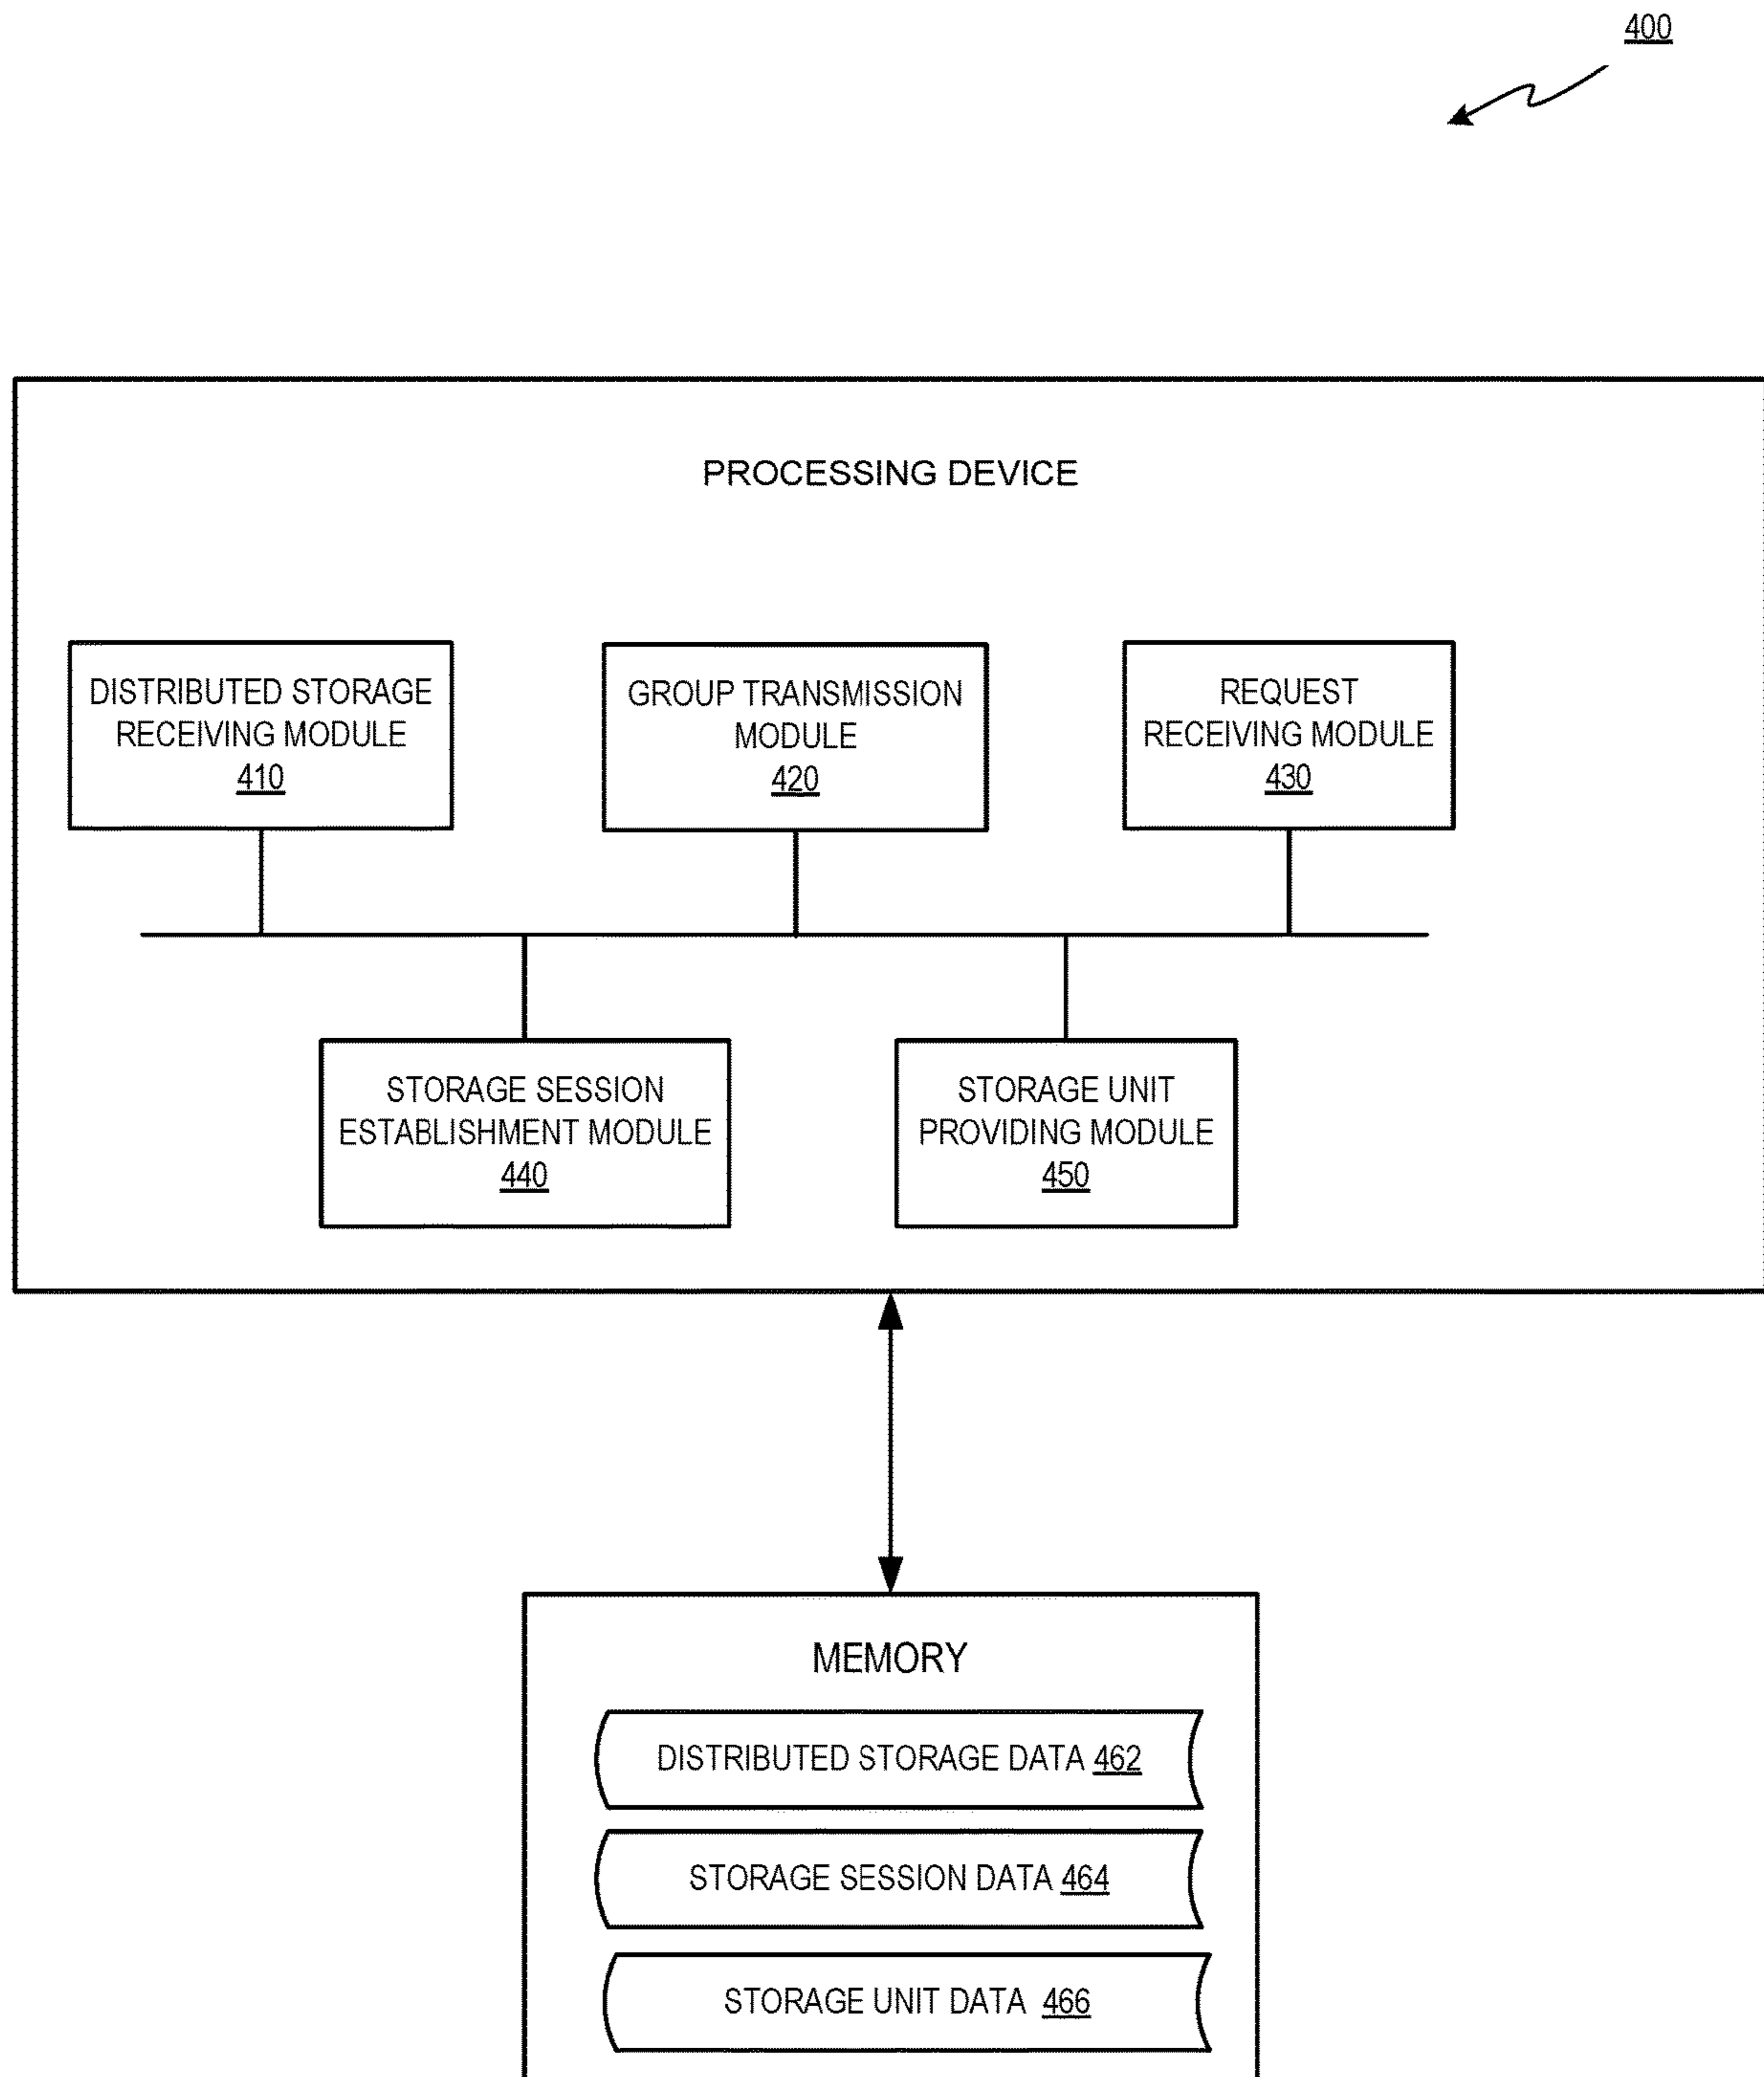 400
PROCESSING DEVICE
DISTRIBUTED STORAGE
RECEIVING MODULE
410
GROUP TRANSMISSION
MODULE
420
REQUEST
RECEIVING MODULE
430
STORAGE SESSION
ESTABLISHMENT MODULE
440
STORAGE UNIT
PROVIDING MODULE
450
MEMORY
DISTRIBUTED STORAGE DATA 462
STORAGE SESSION DATA 464
STORAGE UNIT DATA 466